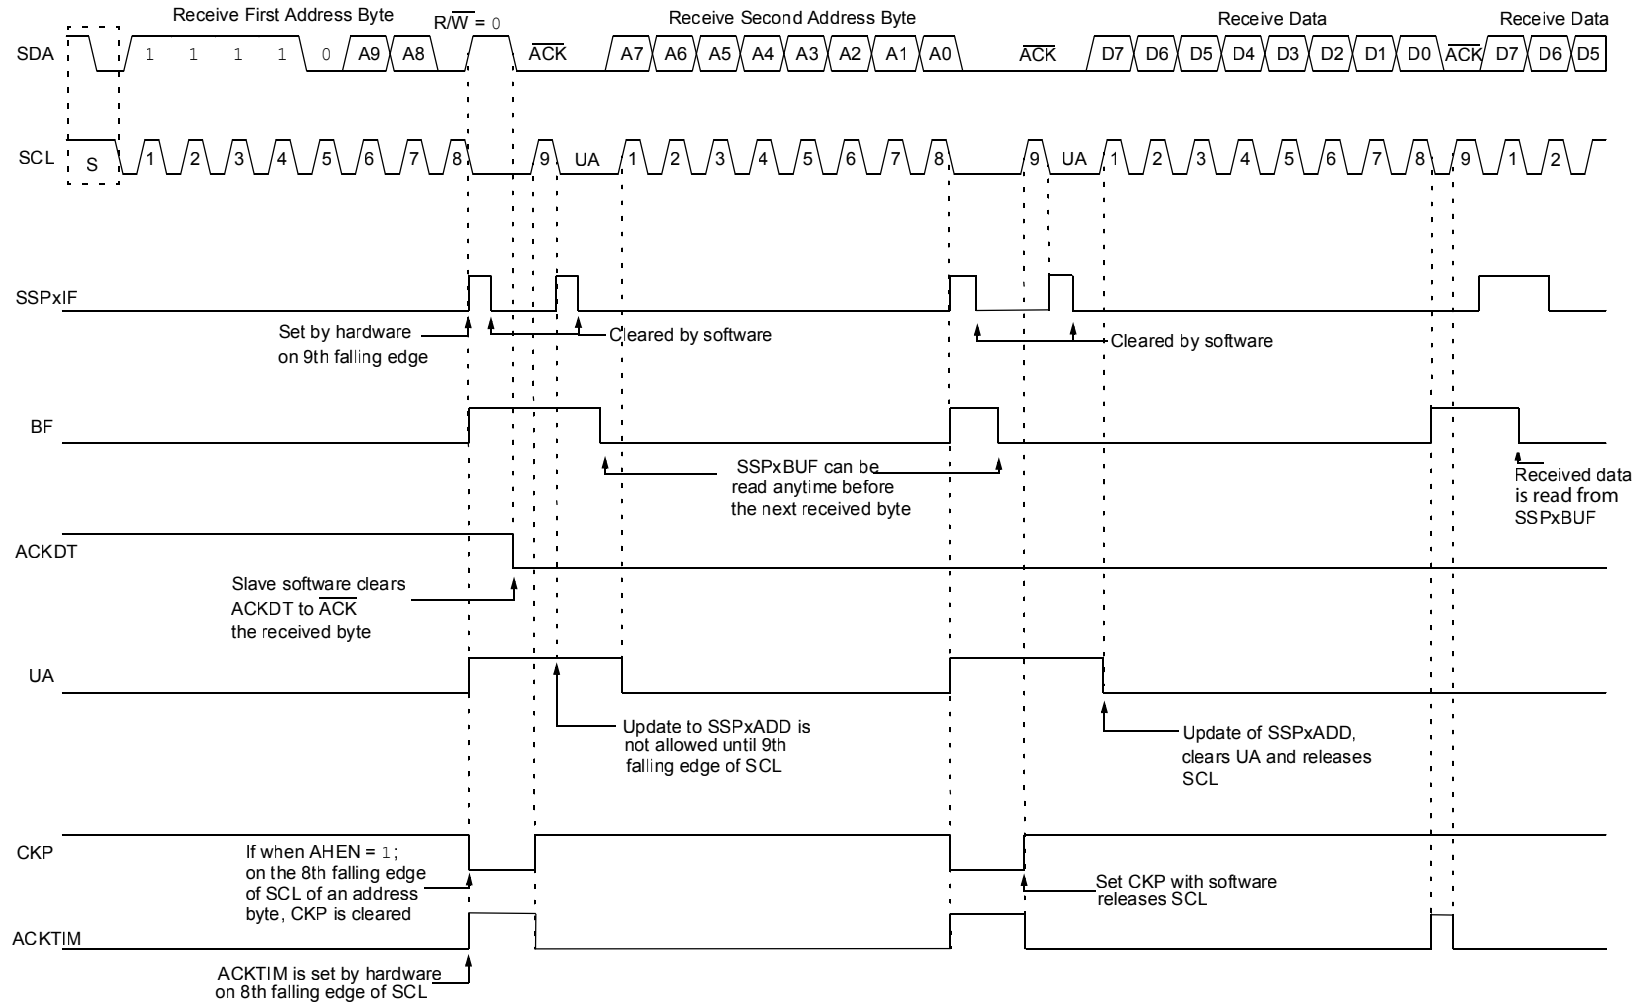 Receive First Address Byte
R/W = 0
Receive Second Address Byte
Receive Data
Receive Data
SDA 1 1 1 1 0 A9 A8 ACK A7 A6 A5 A4 A3 A2 A1 A0 ACK D7 D6 D5 D4 D3 D2 D1 D0 ACK D7 D6 D5
SCL S 1 2 3 4 5 6 7 8 9 UA 1 2 3 4 5 6 7 8 9 UA 1 2 3 4 5 6 7 8 9 1 2
SSPxIF
Set by hardware
on 9th falling edge
Cleared by software
Cleared by software
BF
SSPxBUF can be
read anytime before
the next received byte
Received data
is read from
SSPxBUF
ACKDT
Slave software clears
ACKDT to ACK
the received byte
UA
Update to SSPxADD is
not allowed until 9th
falling edge of SCL
Update of SSPxADD,
clears UA and releases
SCL
CKP
If when AHEN = 1;
on the 8th falling edge
of SCL of an address
byte, CKP is cleared
Set CKP with software
releases SCL
ACKTIM
ACKTIM is set by hardware
on 8th falling edge of SCL